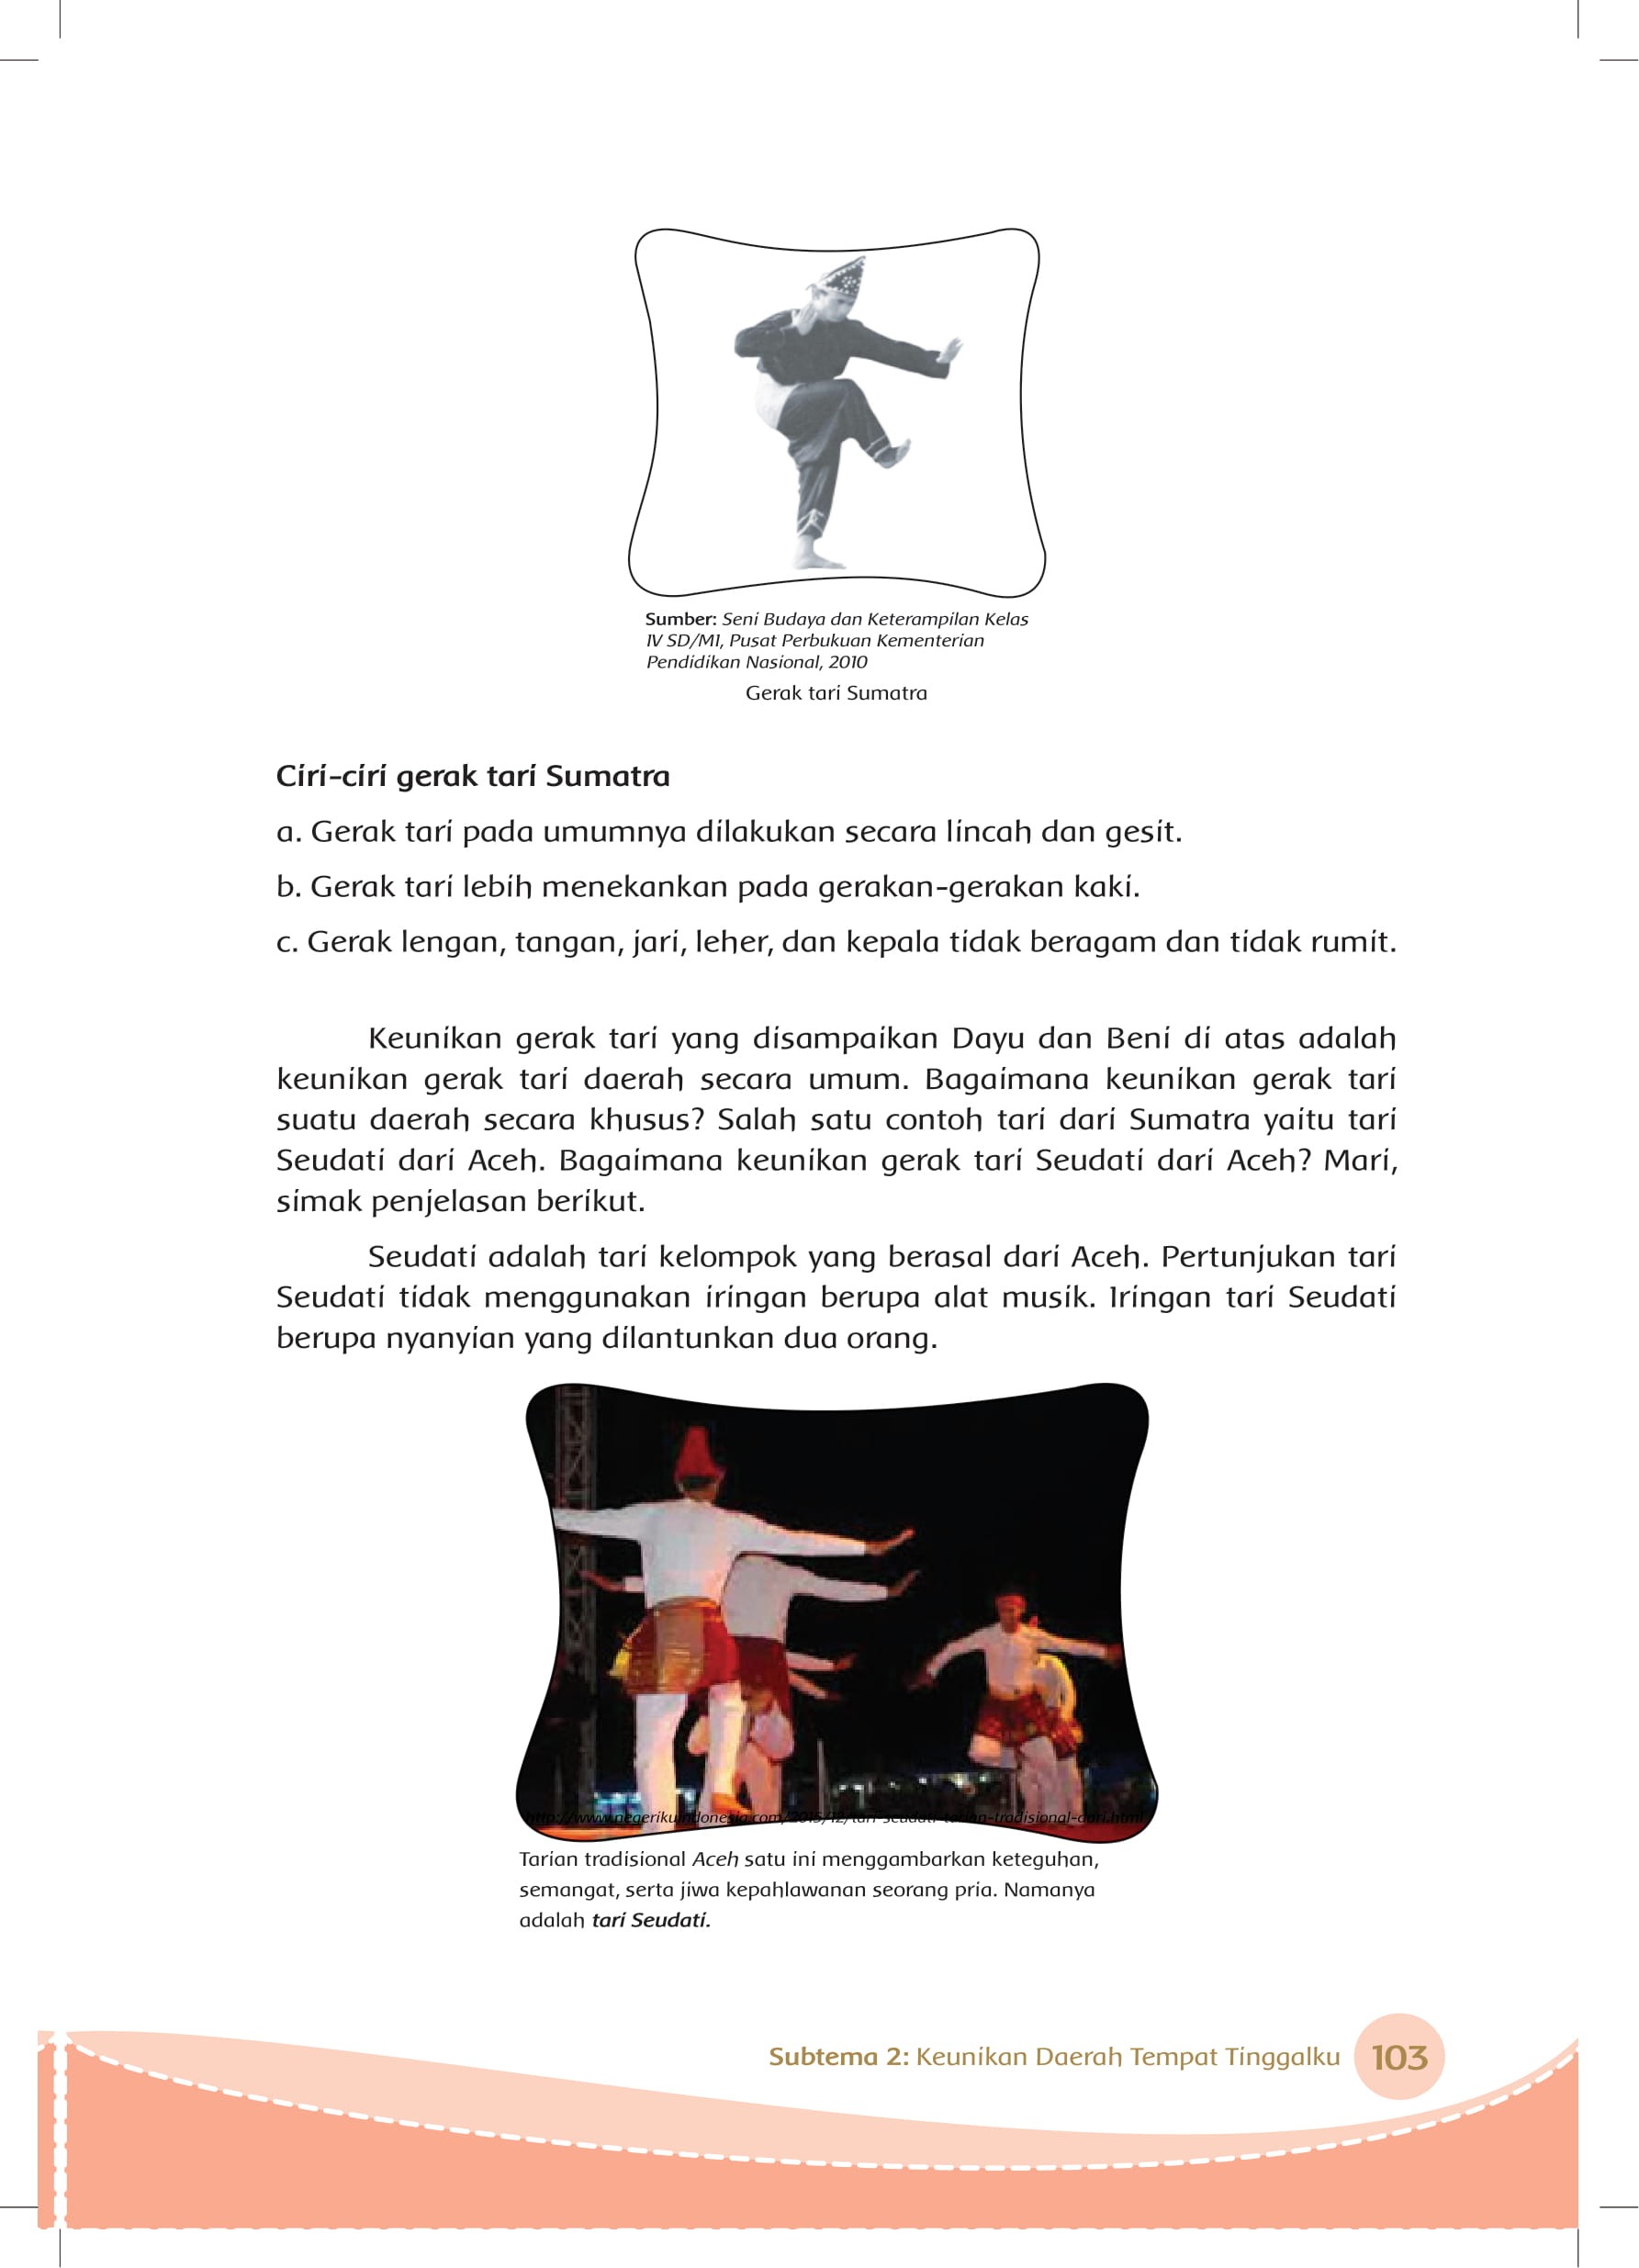 Sumber: Seni Budaya dan Keterampilan Kelas
IV SD/MI, Pusat Perbukuan Kementerian
Pendidikan Nasional, 2010
Gerak tari Sumatra
Ciri-ciri gerak tari Sumatra
a. Gerak tari pada umumnya dilakukan secara lincah dan gesit.
b. Gerak tari lebih menekankan pada gerakan-gerakan kaki.
c. Gerak lengan, tangan, jari, leher, dan kepala tidak beragam dan tidak rumit.
Keunikan gerak tari yang disampaikan Dayu dan Beni di atas adalah
keunikan gerak tari daerah secara umum. Bagaimana keunikan gerak tari
suatu daerah secara khusus? Salah satu contoh tari dari Sumatra yaitu tari
Seudati dari Aceh. Bagaimana keunikan gerak tari Seudati dari Aceh? Mari,
simak penjelasan berikut.
Seudati adalah tari kelompok yang berasal dari Aceh. Pertunjukan tari
Seudati tidak menggunakan iringan berupa alat musik. Iringan tari Seudati
berupa nyanyian yang dilantunkan dua orang.
http://www.negerikuindonesia.com/2015/12/tari-seudati-tarian-tradisional-dari.html
Tarian tradisional Aceh satu ini menggambarkan keteguhan,
semangat, serta jiwa kepahlawanan seorang pria. Namanya
adalah tari Seudati.
Subtema 2: Keunikan Daerah Tempat Tinggalku 103